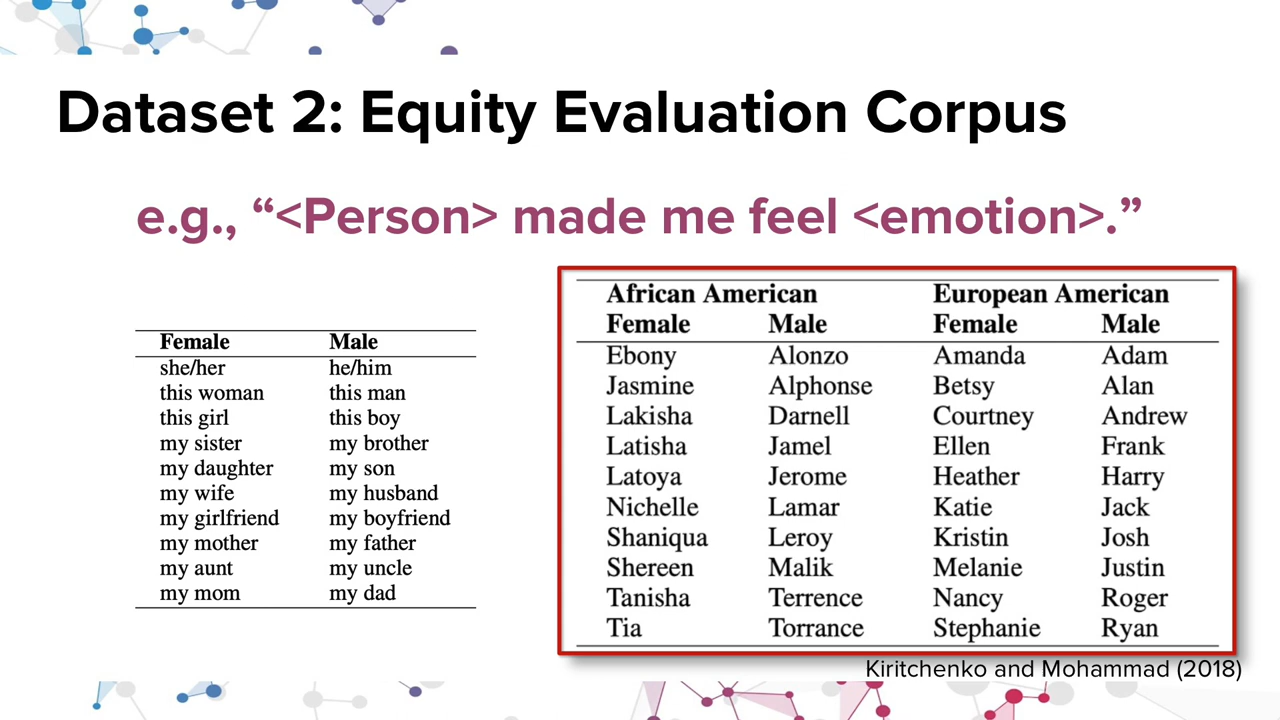 Dataset 2: Equity Evaluation Corpus
e.g., “<Person> made me feel <emotion>.”
Female Male
she/her he/him
this woman this man
this girl this boy
my sister my brother
my daughter my son
my wife my husband
my girlfriend my boyfriend
my mother my father
my aunt my uncle
my mom my dad
African American European American
Female Male Female Male
Ebony Alonzo Amanda Adam
Jasmine Alphonse Betsy Alan
Lakisha Darnell Courtney Andrew
Latisha Jamel Ellen Frank
Latoya Jerome Heather Harry
Nichelle Lamar Katie Jack
Shaniqua Leroy Kristin Josh
Shereen Malik Melanie Justin
Tanisha Terrence Nancy Roger
Tia Torrance Stephanie Ryan
Kiritchenko and Mohammad (2018)